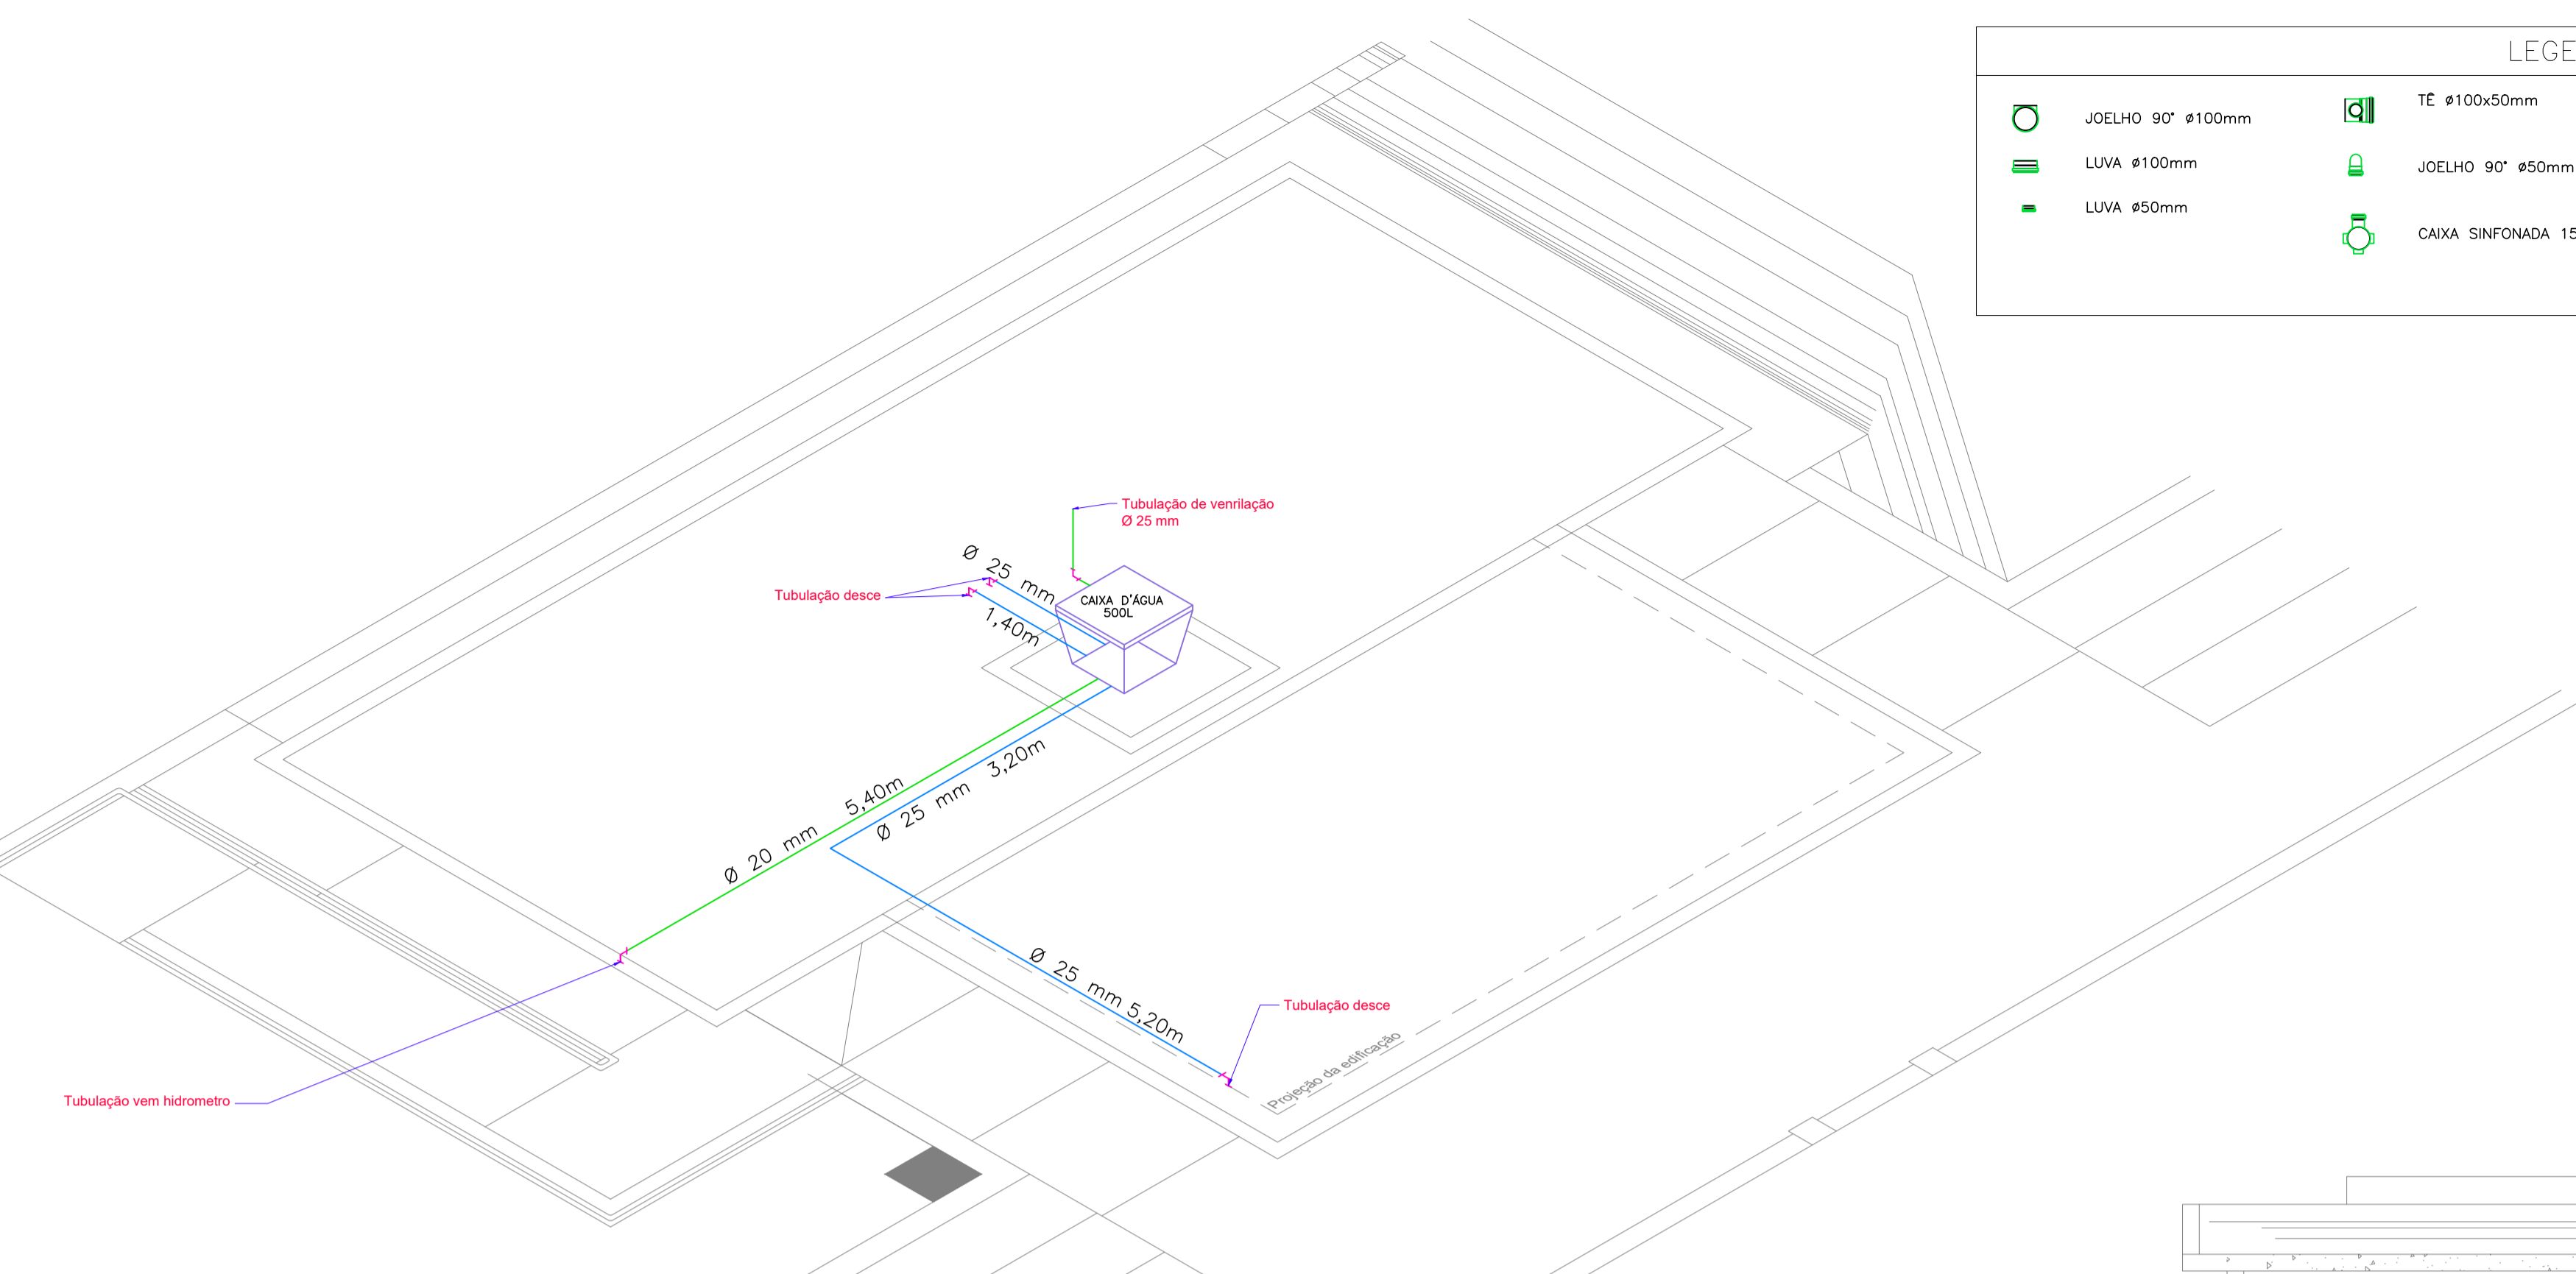 LEGE
JOELHO 90° ø100mm
TÊ ø100x50mm
LUVA ø100mm
JOELHO 90° ø50mm
LUVA ø50mm
CAIXA SINFONADA 15
Tubulação de venrilação
Ø 25 mm
Ø 25 mm
Tubulação desce
1,40m
CAIXA D'ÁGUA
500L
5,40m
Ø 20 mm
3,20m
Ø 25 mm
Ø 25 mm 5,20m
Tubulação desce
Projeção da edificação
Tubulação vem hidrometro